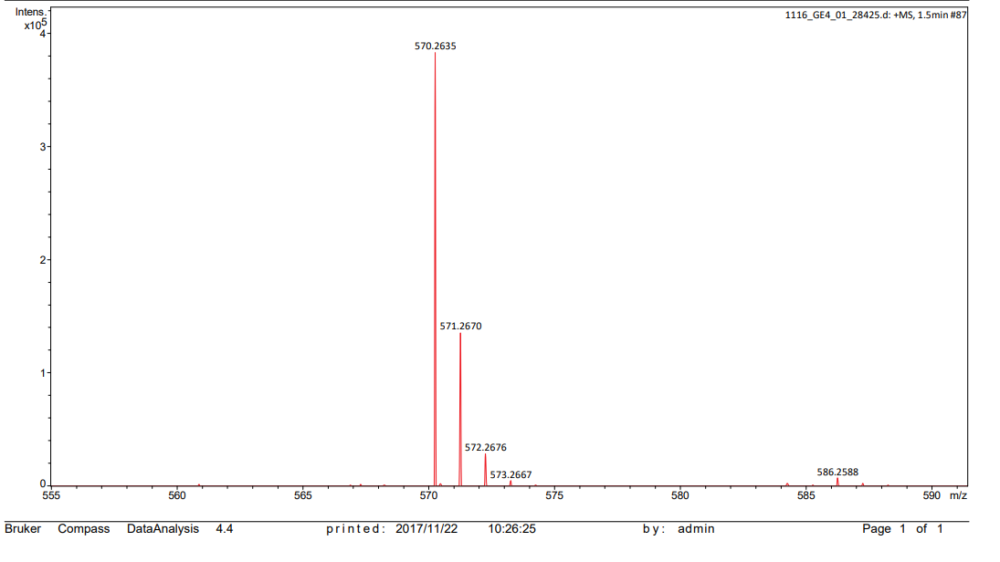 Intens.
x10⁵
1116_GE4_01_28425.d: +MS, 1.5min #87
4
570.2635
3
571.2670
2
1
572.2676
573.2667
586.2588
0
555 560 565 570 575 580 585 590 m/z
Bruker Compass DataAnalysis 4.4 printed: 2017/11/22 10:26:25 by: admin Page 1 of 1